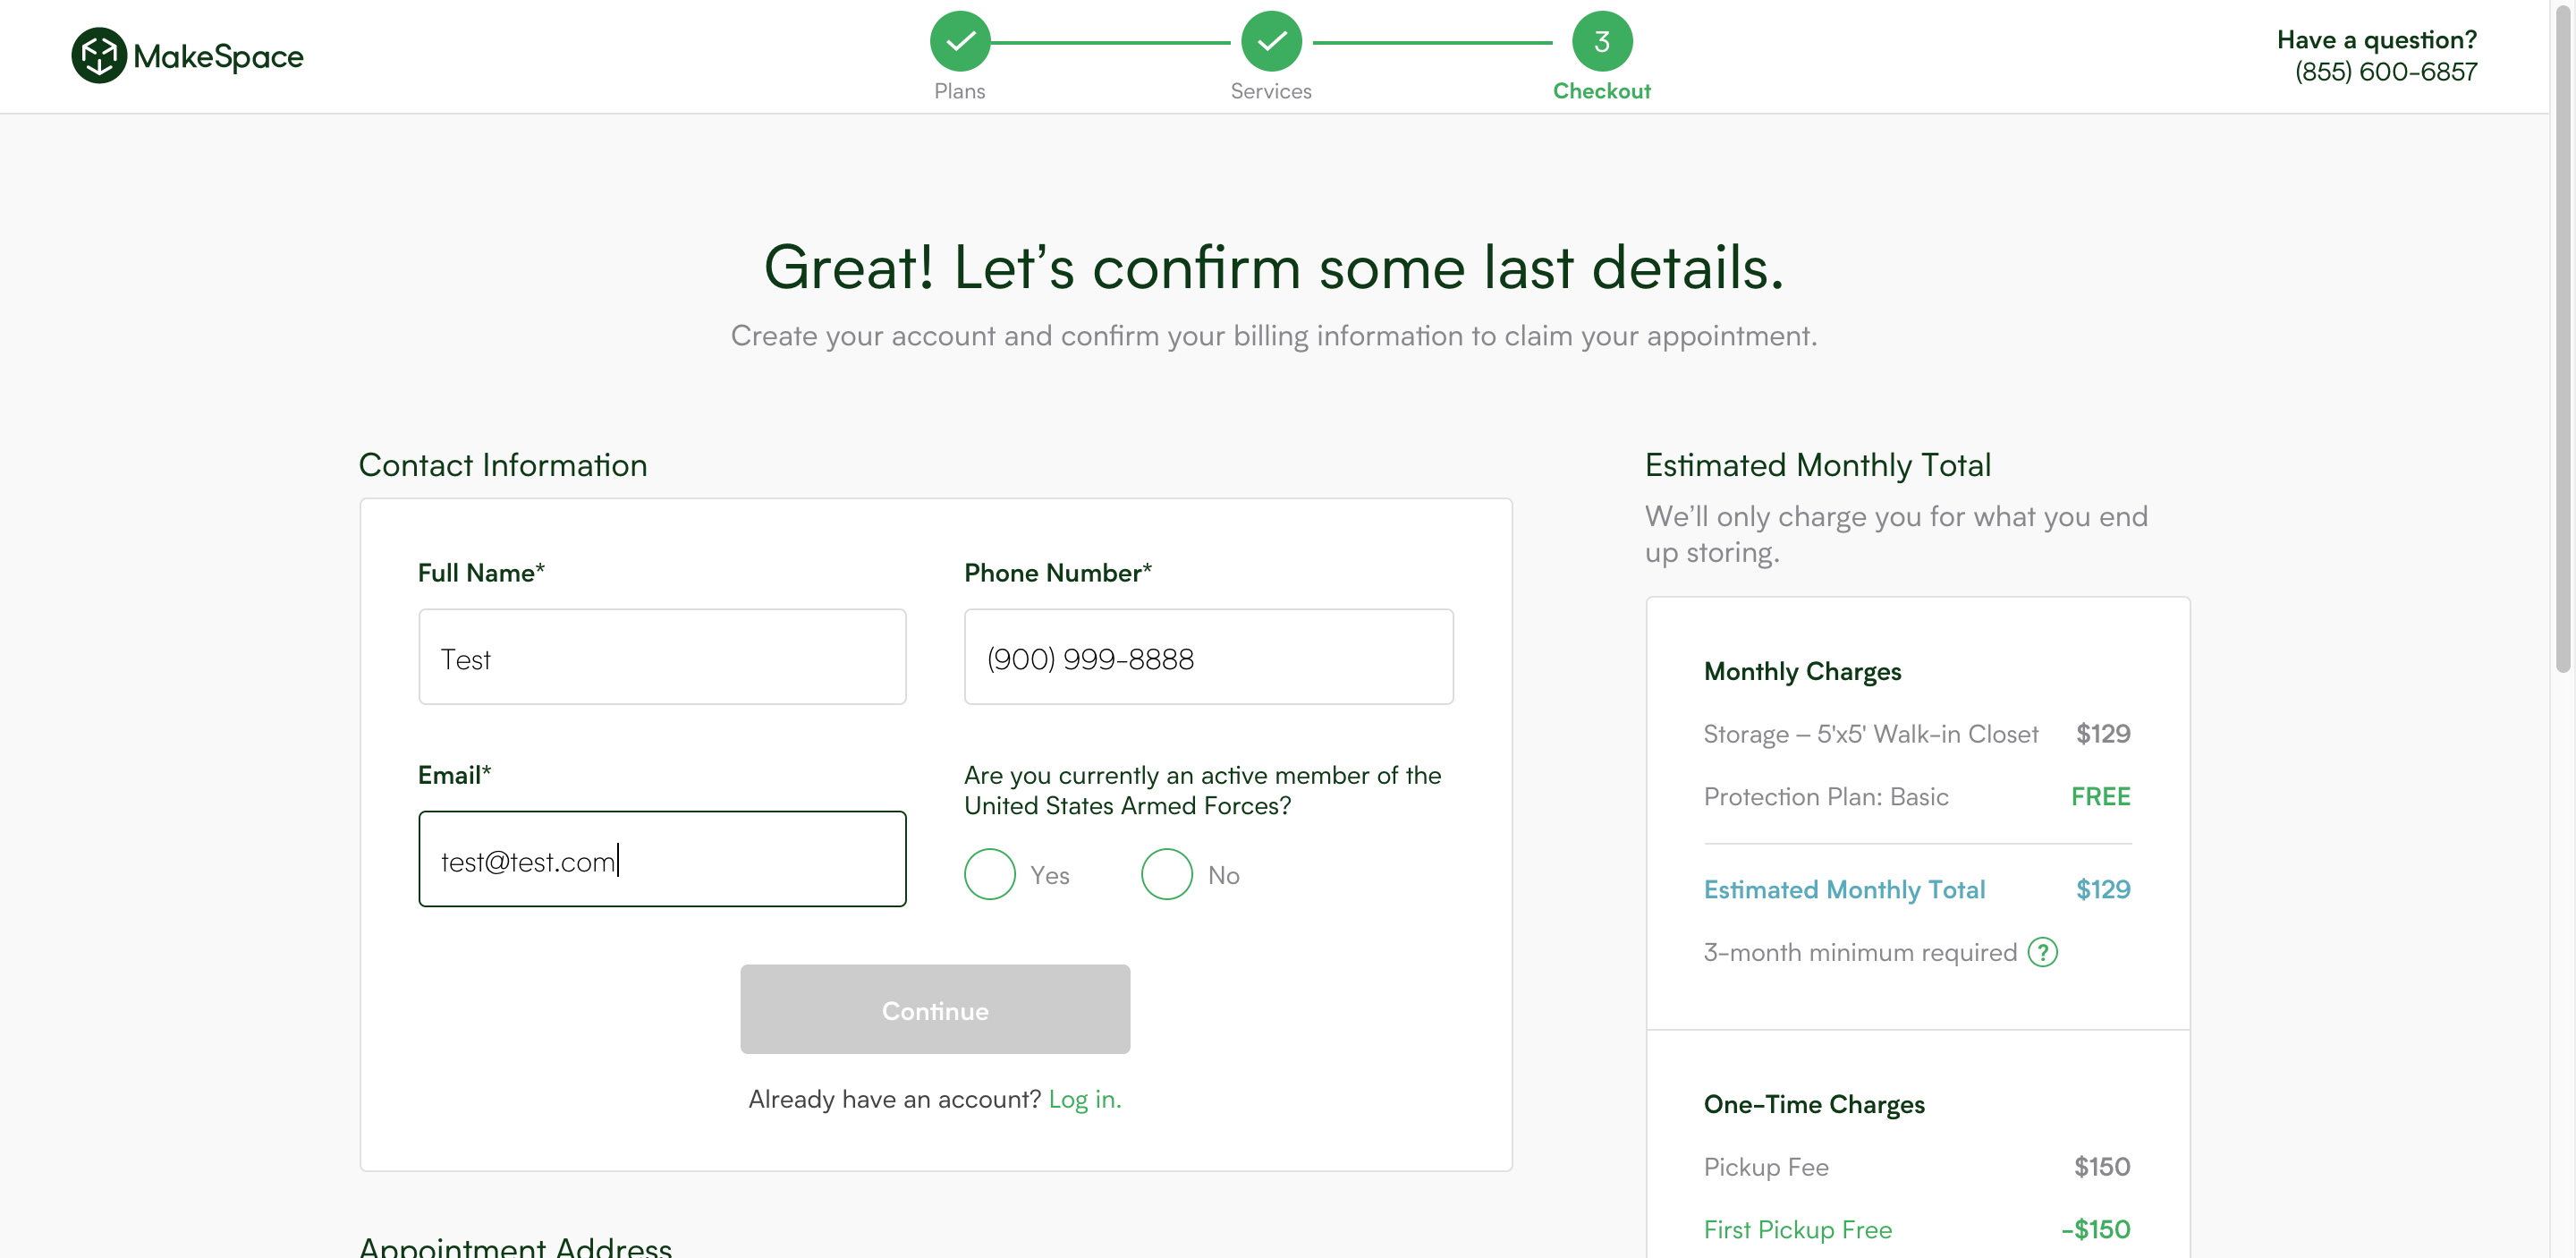 MakeSpace
Plans
Services
3
Checkout
Have a question?
(855) 600-6857
Great! Let’s confirm some last details.
Create your account and confirm your billing information to claim your appointment.
Contact Information
Full Name*
Test
Phone Number*
(900) 999-8888
Email*
test@test.com
Are you currently an active member of the
United States Armed Forces?
Yes
No
Continue
Already have an account? Log in.
Appointment Address
Estimated Monthly Total
We’ll only charge you for what you end
up storing.
Monthly Charges
Storage – 5'x5' Walk-in Closet $129
Protection Plan: Basic FREE
Estimated Monthly Total $129
3-month minimum required ?
One-Time Charges
Pickup Fee $150
First Pickup Free -$150